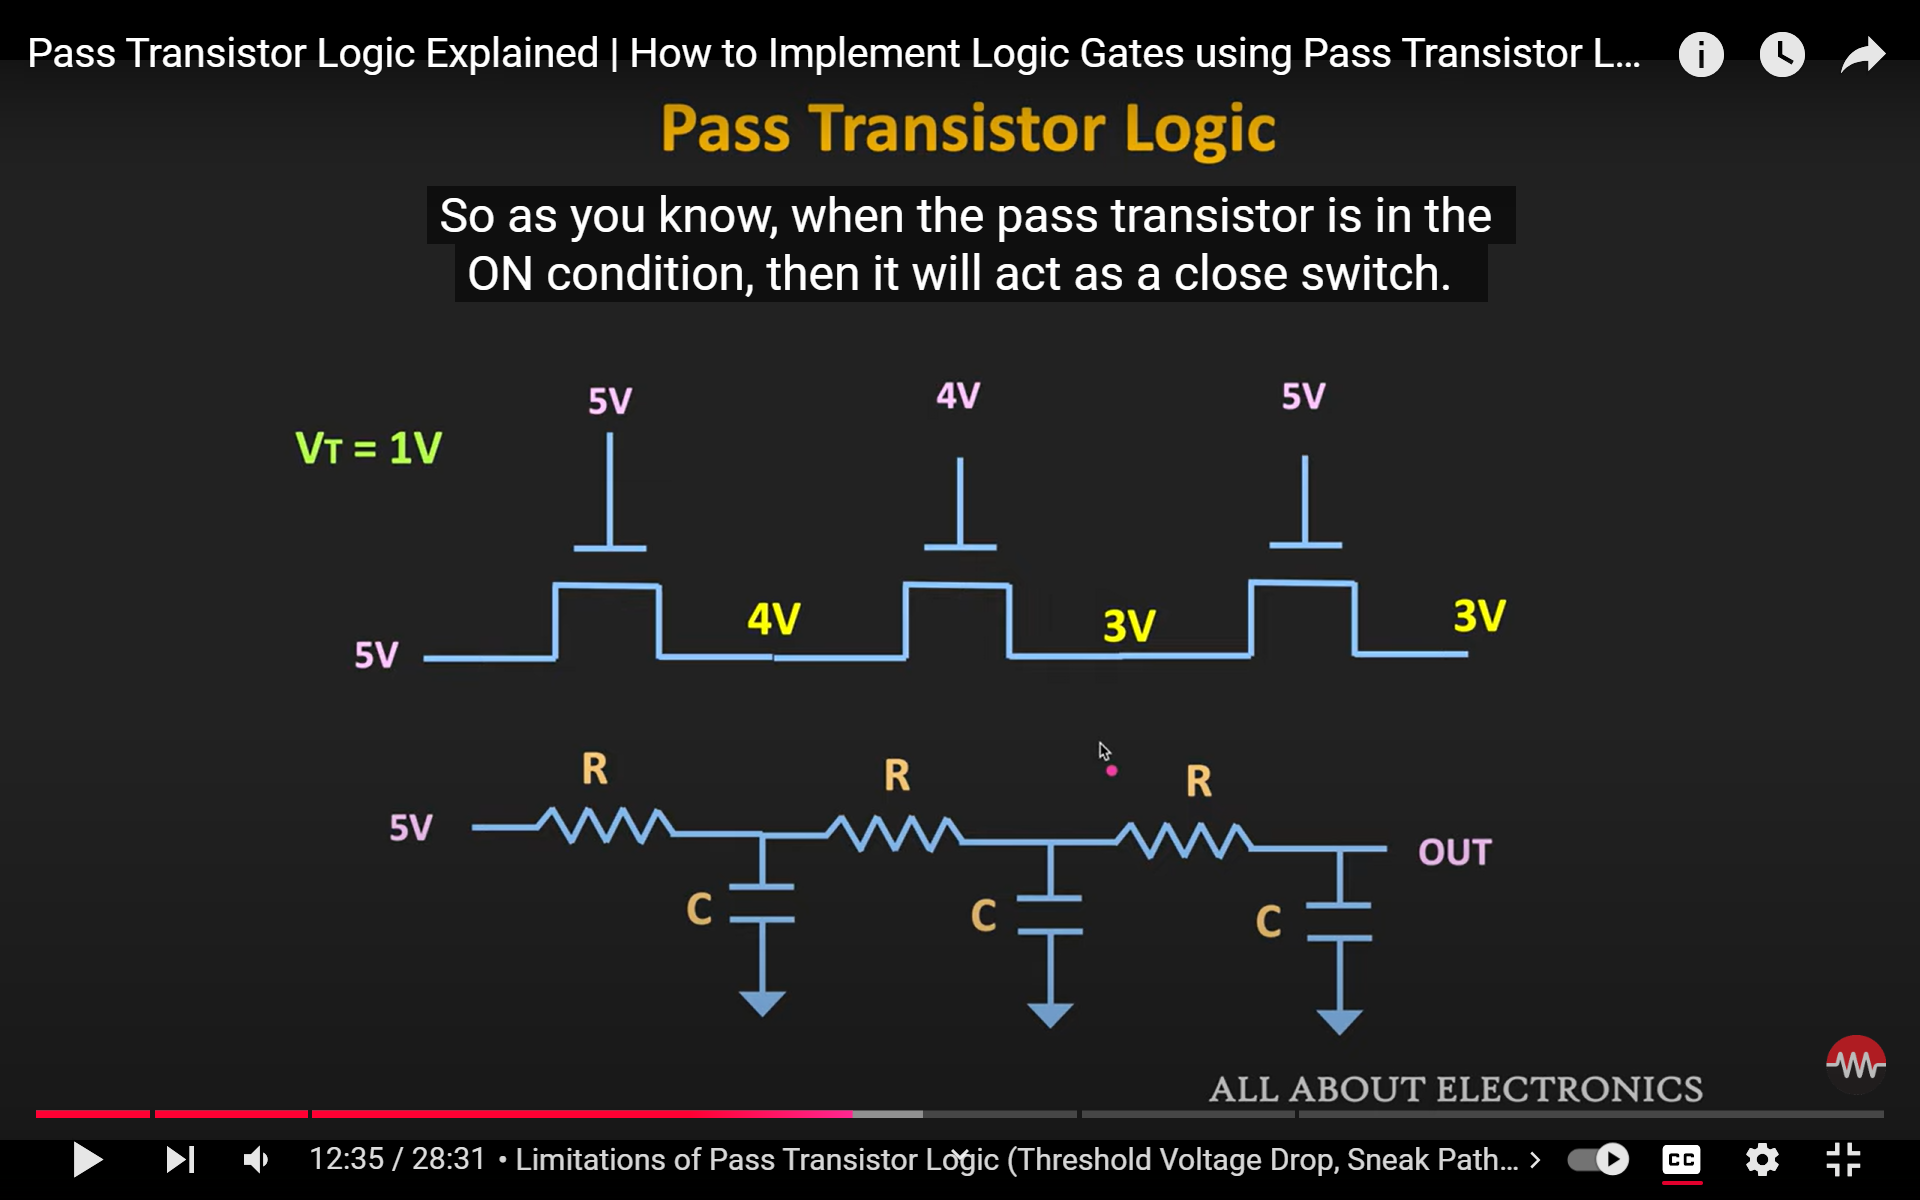 Pass Transistor Logic Explained | How to Implement Logic Gates using Pass Transistor L...
Pass Transistor Logic
So as you know, when the pass transistor is in the
ON condition, then it will act as a close switch.
5V 4V 5V
VT = 1V
4V 3V 3V
5V
R R R
5V OUT
C C C
ALL ABOUT ELECTRONICS
12:35 / 28:31 • Limitations of Pass Transistor Logic (Threshold Voltage Drop, Sneak Path... >
CC